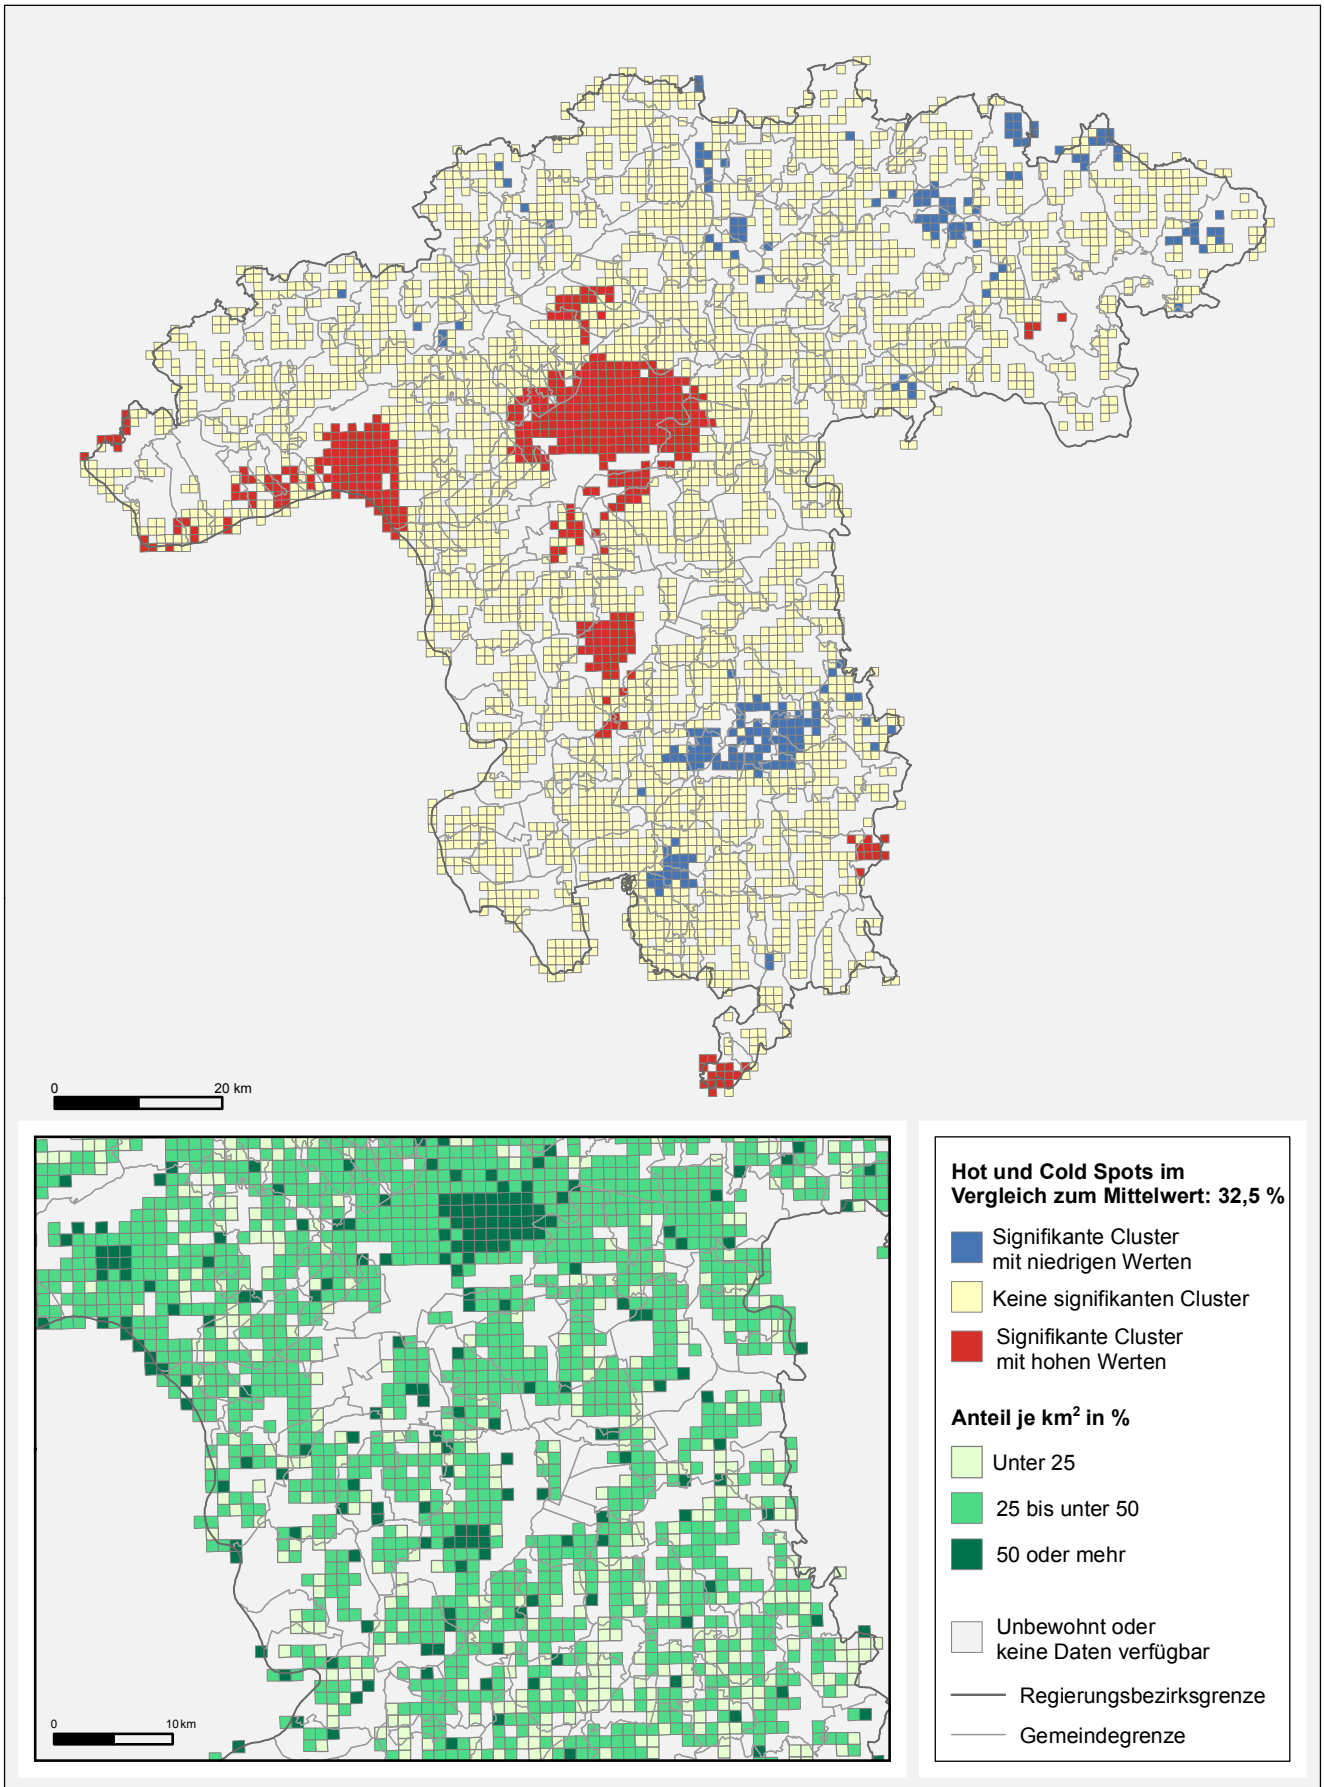 0 20 km
0 10 km
Hot und Cold Spots im
Vergleich zum Mittelwert: 32,5 %
Signifikante Cluster
mit niedrigen Werten
Keine signifikanten Cluster
Signifikante Cluster
mit hohen Werten
Anteil je km² in %
Unter 25
25 bis unter 50
50 oder mehr
Unbewohnt oder
keine Daten verfügbar
Regierungsbezirksgrenze
Gemeindegrenze